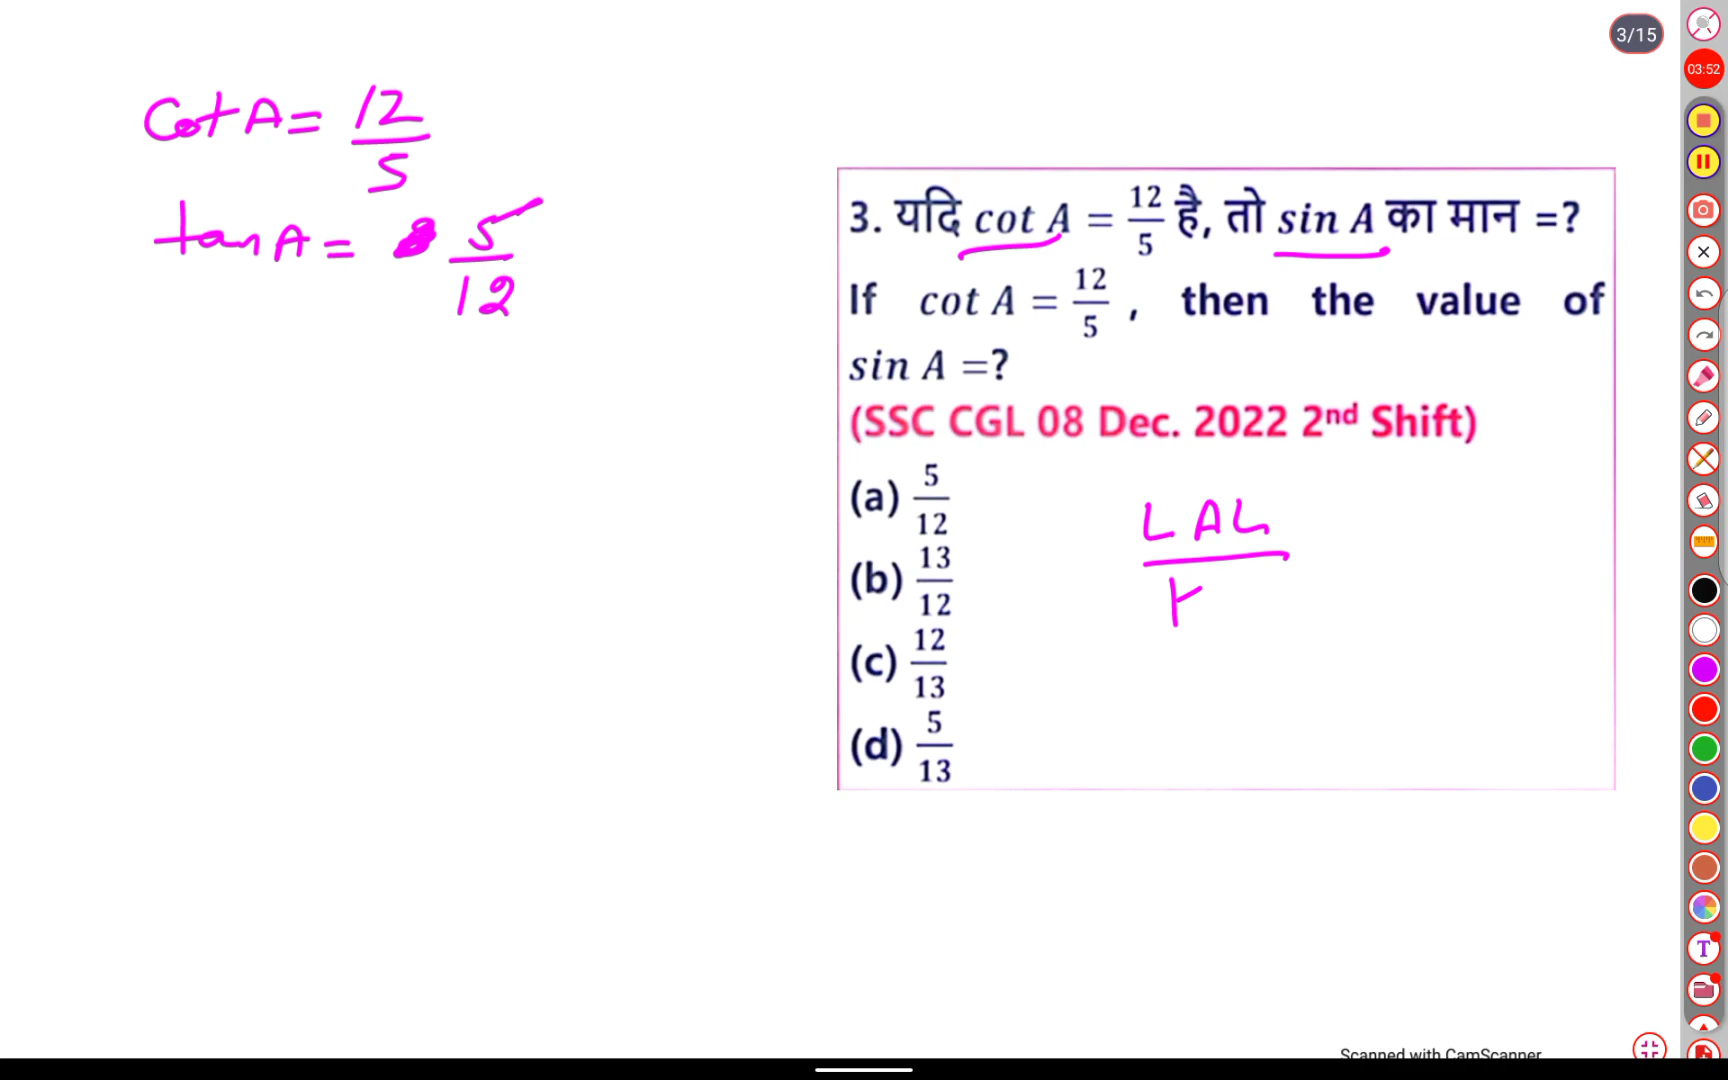 3/15
03:52
Cot A = 12/5
tan A = 5/12
3. यदि cot A = 12/5 है, तो sin A का मान =?
If cot A = 12/5 , then the value of
sin A =?
(SSC CGL 08 Dec. 2022 2nd Shift)
(a) 5/12
(b) 13/12
(c) 12/13
(d) 5/13
LAL
T
Scanned with CamScanner